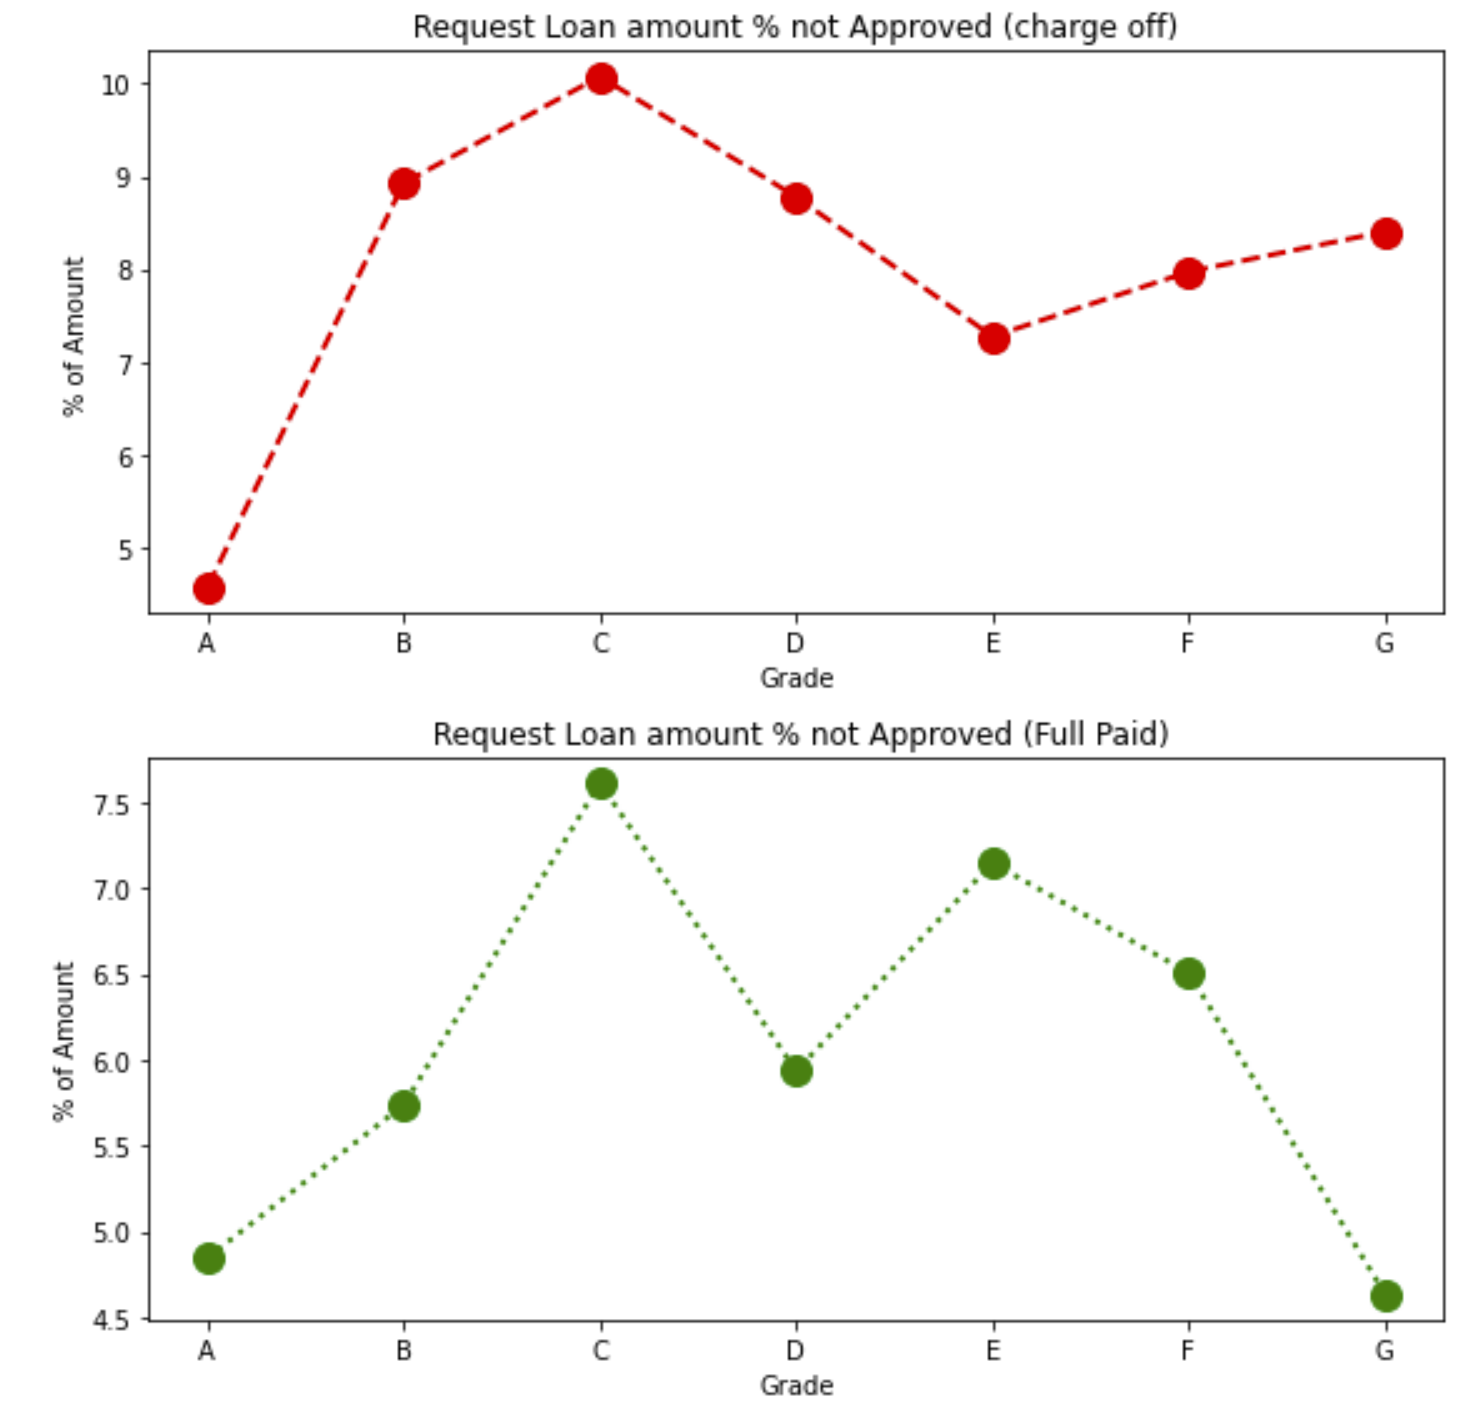 Request Loan amount % not Approved (charge off)
10
9
8
7
6
5
% of Amount
A B C D E F G
Grade
Request Loan amount % not Approved (Full Paid)
7.5
7.0
6.5
6.0
5.5
5.0
4.5
% of Amount
A B C D E F G
Grade